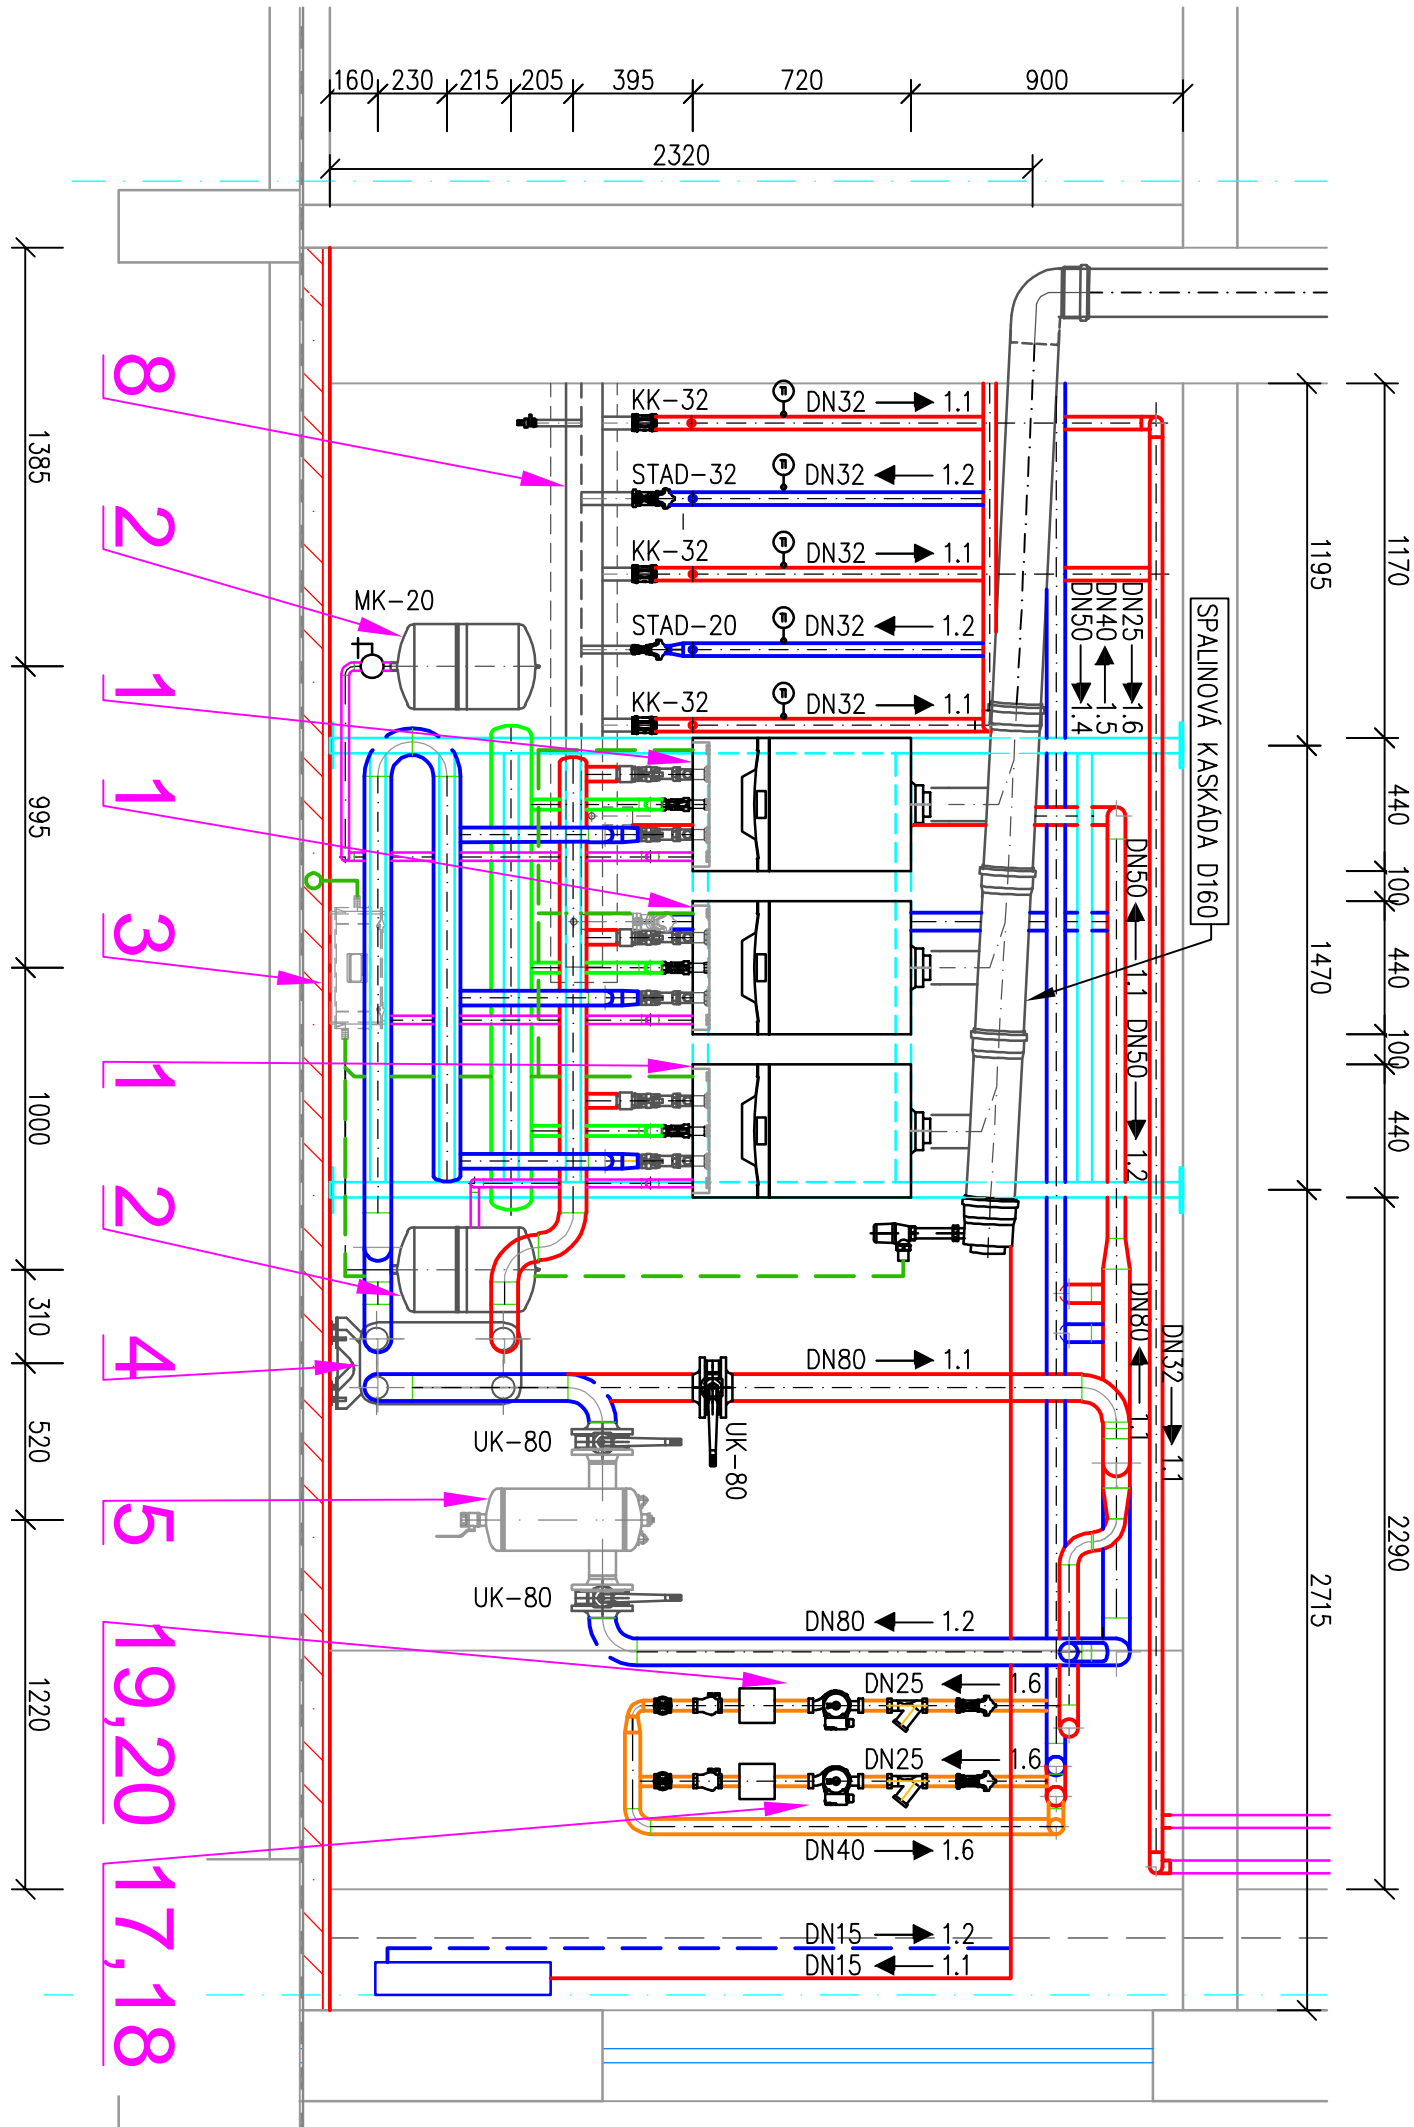 160
230
215
205
395
720
900
2320
8
2
1
1
3
1
2
4
5
19,20
17,18
1385
995
1000
310
520
1220
1170
1195
440
100
440
1470
100
440
2290
2715
KK-32
DN32
1.1
STAD-32
DN32
1.2
KK-32
DN32
1.1
STAD-20
DN32
1.2
KK-32
DN32
1.1
MK-20
DN25
1.6
DN40
1.5
DN50
1.4
SPALINOVÁ KASKÁDA D160
DN50
1.1
DN50
1.2
DN80
1.1
DN32
1.1
DN80
1.1
UK-80
UK-80
UK-80
DN80
1.2
DN25
1.6
DN25
1.6
DN40
1.6
DN15
1.2
DN15
1.1